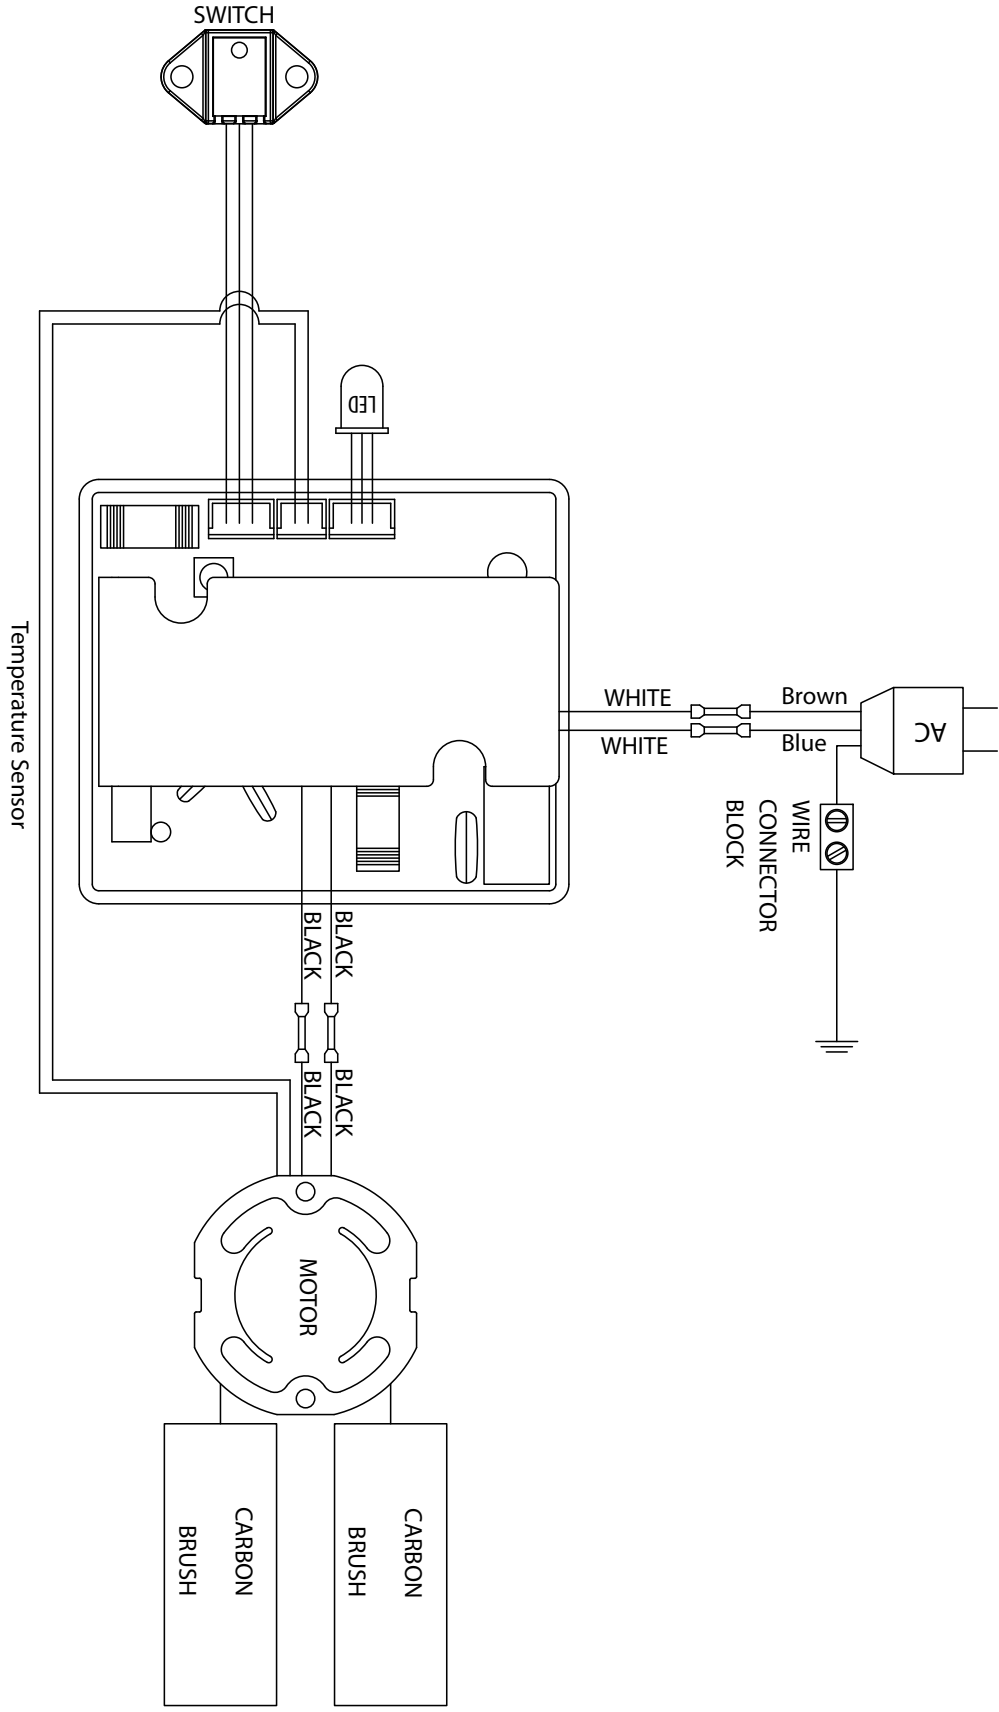 SWITCH
LED
WHITE
Brown
WHITE
Blue
AC
WIRE
CONNECTOR
BLOCK
Temperature Sensor
BLACK
BLACK
BLACK
BLACK
MOTOR
CARBON
BRUSH
CARBON
BRUSH